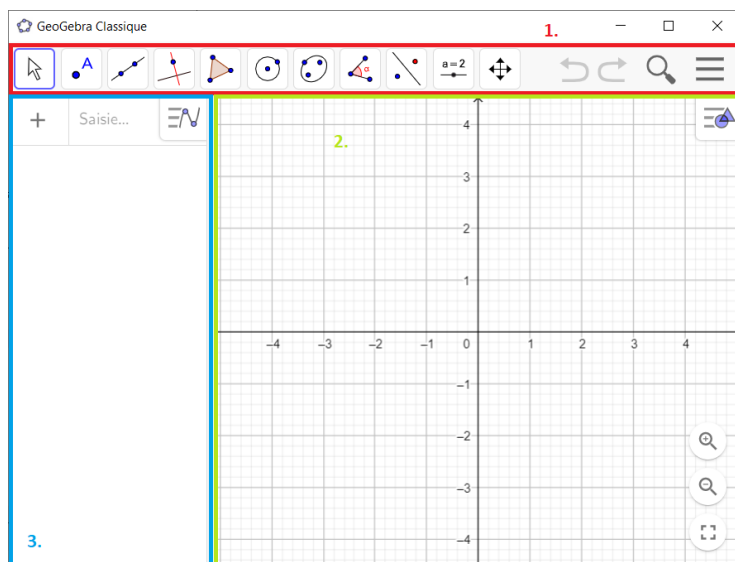 GeoGebra Classique
1.
A
α
a=2
+
Saisie...
2.
4
3
2
1
-4 -3 -2 -1 0 1 2 3 4
-1
-2
-3
-4
3.